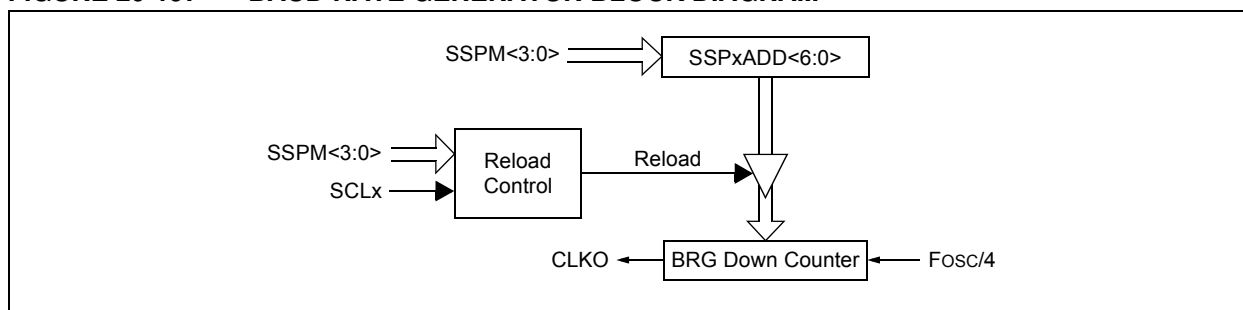 SSPM<3:0>
SSPxADD<6:0>
SSPM<3:0>
SCLx
Reload
Control
Reload
CLKO
BRG Down Counter
FOSC/4